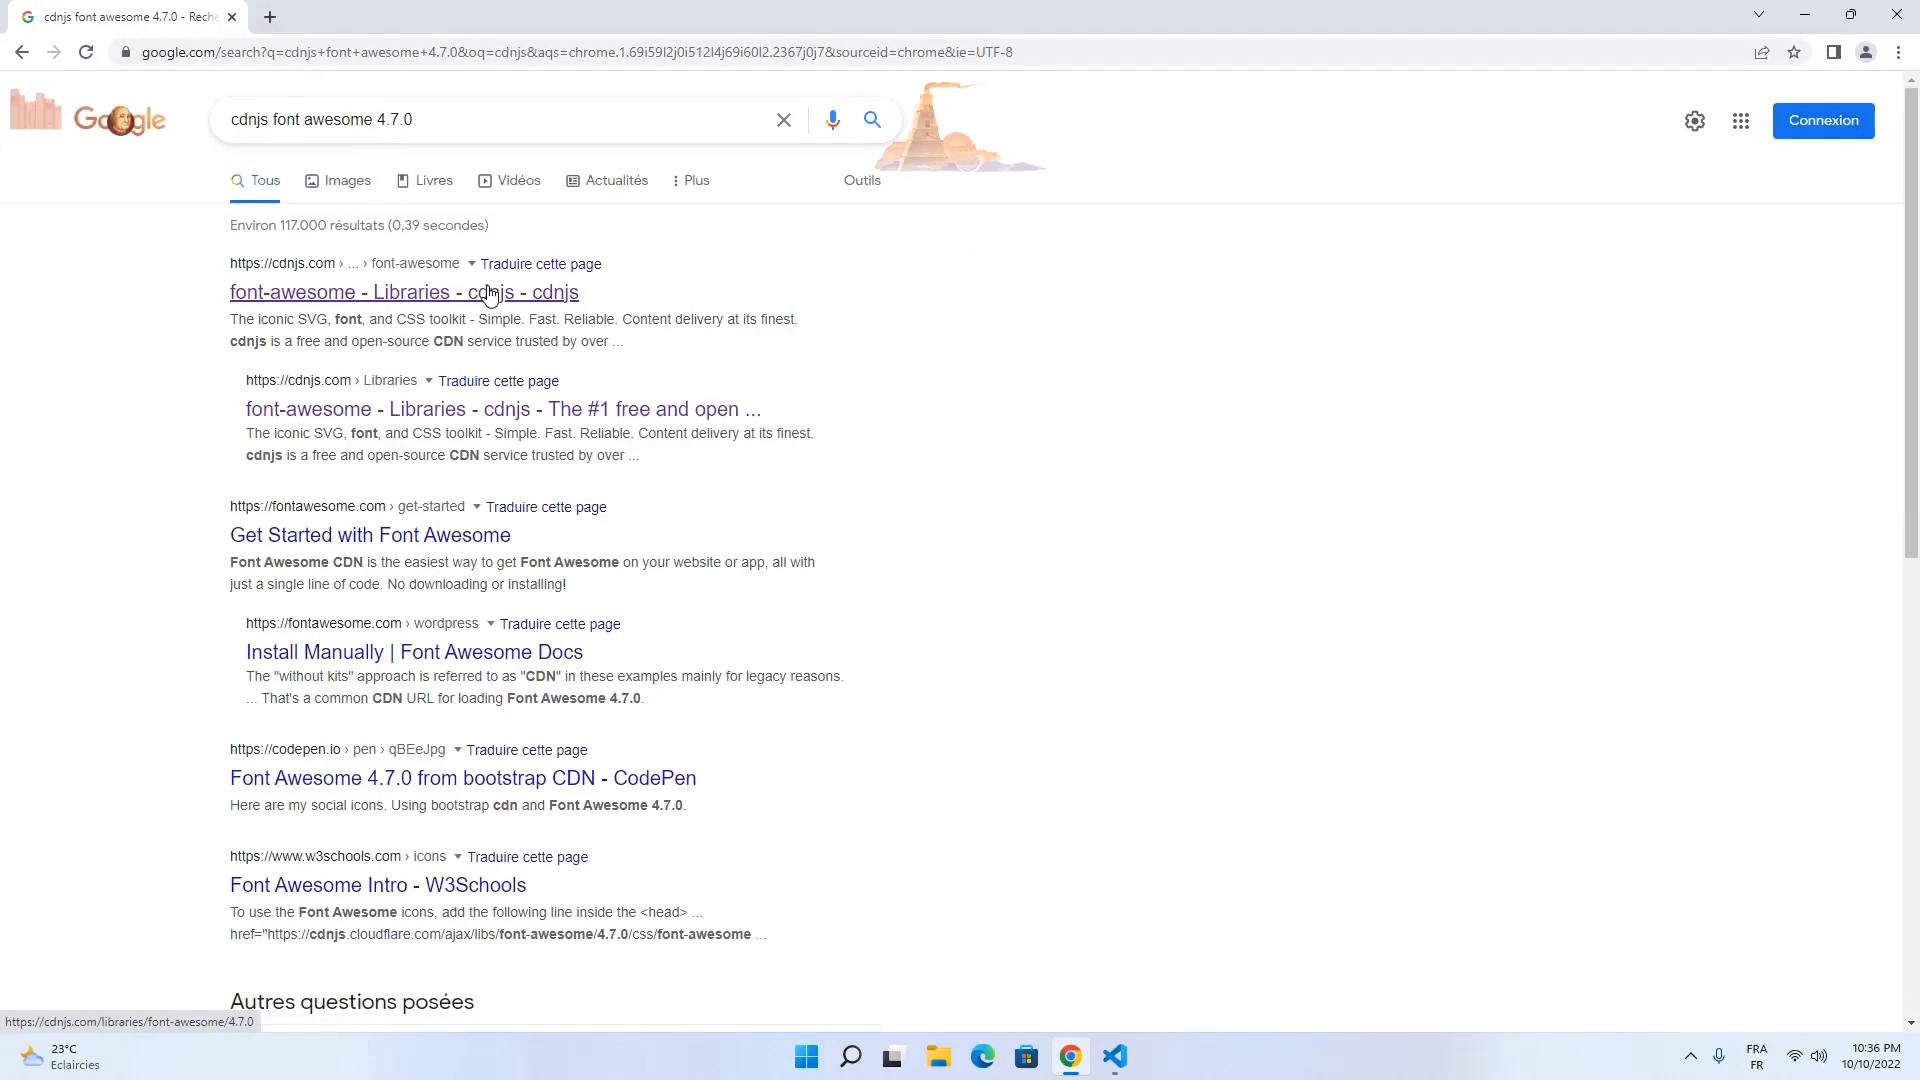 cdnjs font awesome 4.7.0 - Reche
google.com/search?q=cdnjs+font+awesome+4.7.0&oq=cdnjs&aqs=chrome.1.69i59l2j0i512l4j69i60l2.2367j0j7&sourceid=chrome&ie=UTF-8
Google
cdnjs font awesome 4.7.0
Connexion
Tous Images Livres Vidéos Actualités Plus Outils
Environ 117.000 résultats (0,39 secondes)
https://cdnjs.com › ... › font-awesome Traduire cette page
font-awesome - Libraries - cdnjs - cdnjs
The iconic SVG, font, and CSS toolkit - Simple. Fast. Reliable. Content delivery at its finest.
cdnjs is a free and open-source CDN service trusted by over ...
https://cdnjs.com › Libraries Traduire cette page
font-awesome - Libraries - cdnjs - The #1 free and open ...
The iconic SVG, font, and CSS toolkit - Simple. Fast. Reliable. Content delivery at its finest.
cdnjs is a free and open-source CDN service trusted by over ...
https://fontawesome.com › get-started Traduire cette page
Get Started with Font Awesome
Font Awesome CDN is the easiest way to get Font Awesome on your website or app, all with
just a single line of code. No downloading or installing!
https://fontawesome.com › wordpress Traduire cette page
Install Manually | Font Awesome Docs
The "without kits" approach is referred to as "CDN" in these examples mainly for legacy reasons.
... That's a common CDN URL for loading Font Awesome 4.7.0.
https://codepen.io › pen › qBEeJpg Traduire cette page
Font Awesome 4.7.0 from bootstrap CDN - CodePen
Here are my social icons. Using bootstrap cdn and Font Awesome 4.7.0.
https://www.w3schools.com › icons Traduire cette page
Font Awesome Intro - W3Schools
To use the Font Awesome icons, add the following line inside the <head> ...
href="https://cdnjs.cloudflare.com/ajax/libs/font-awesome/4.7.0/css/font-awesome ...
Autres questions posées
https://cdnjs.com/libraries/font-awesome/4.7.0
23°C
Eclaircies
FRA
FR
10:36 PM
10/10/2022